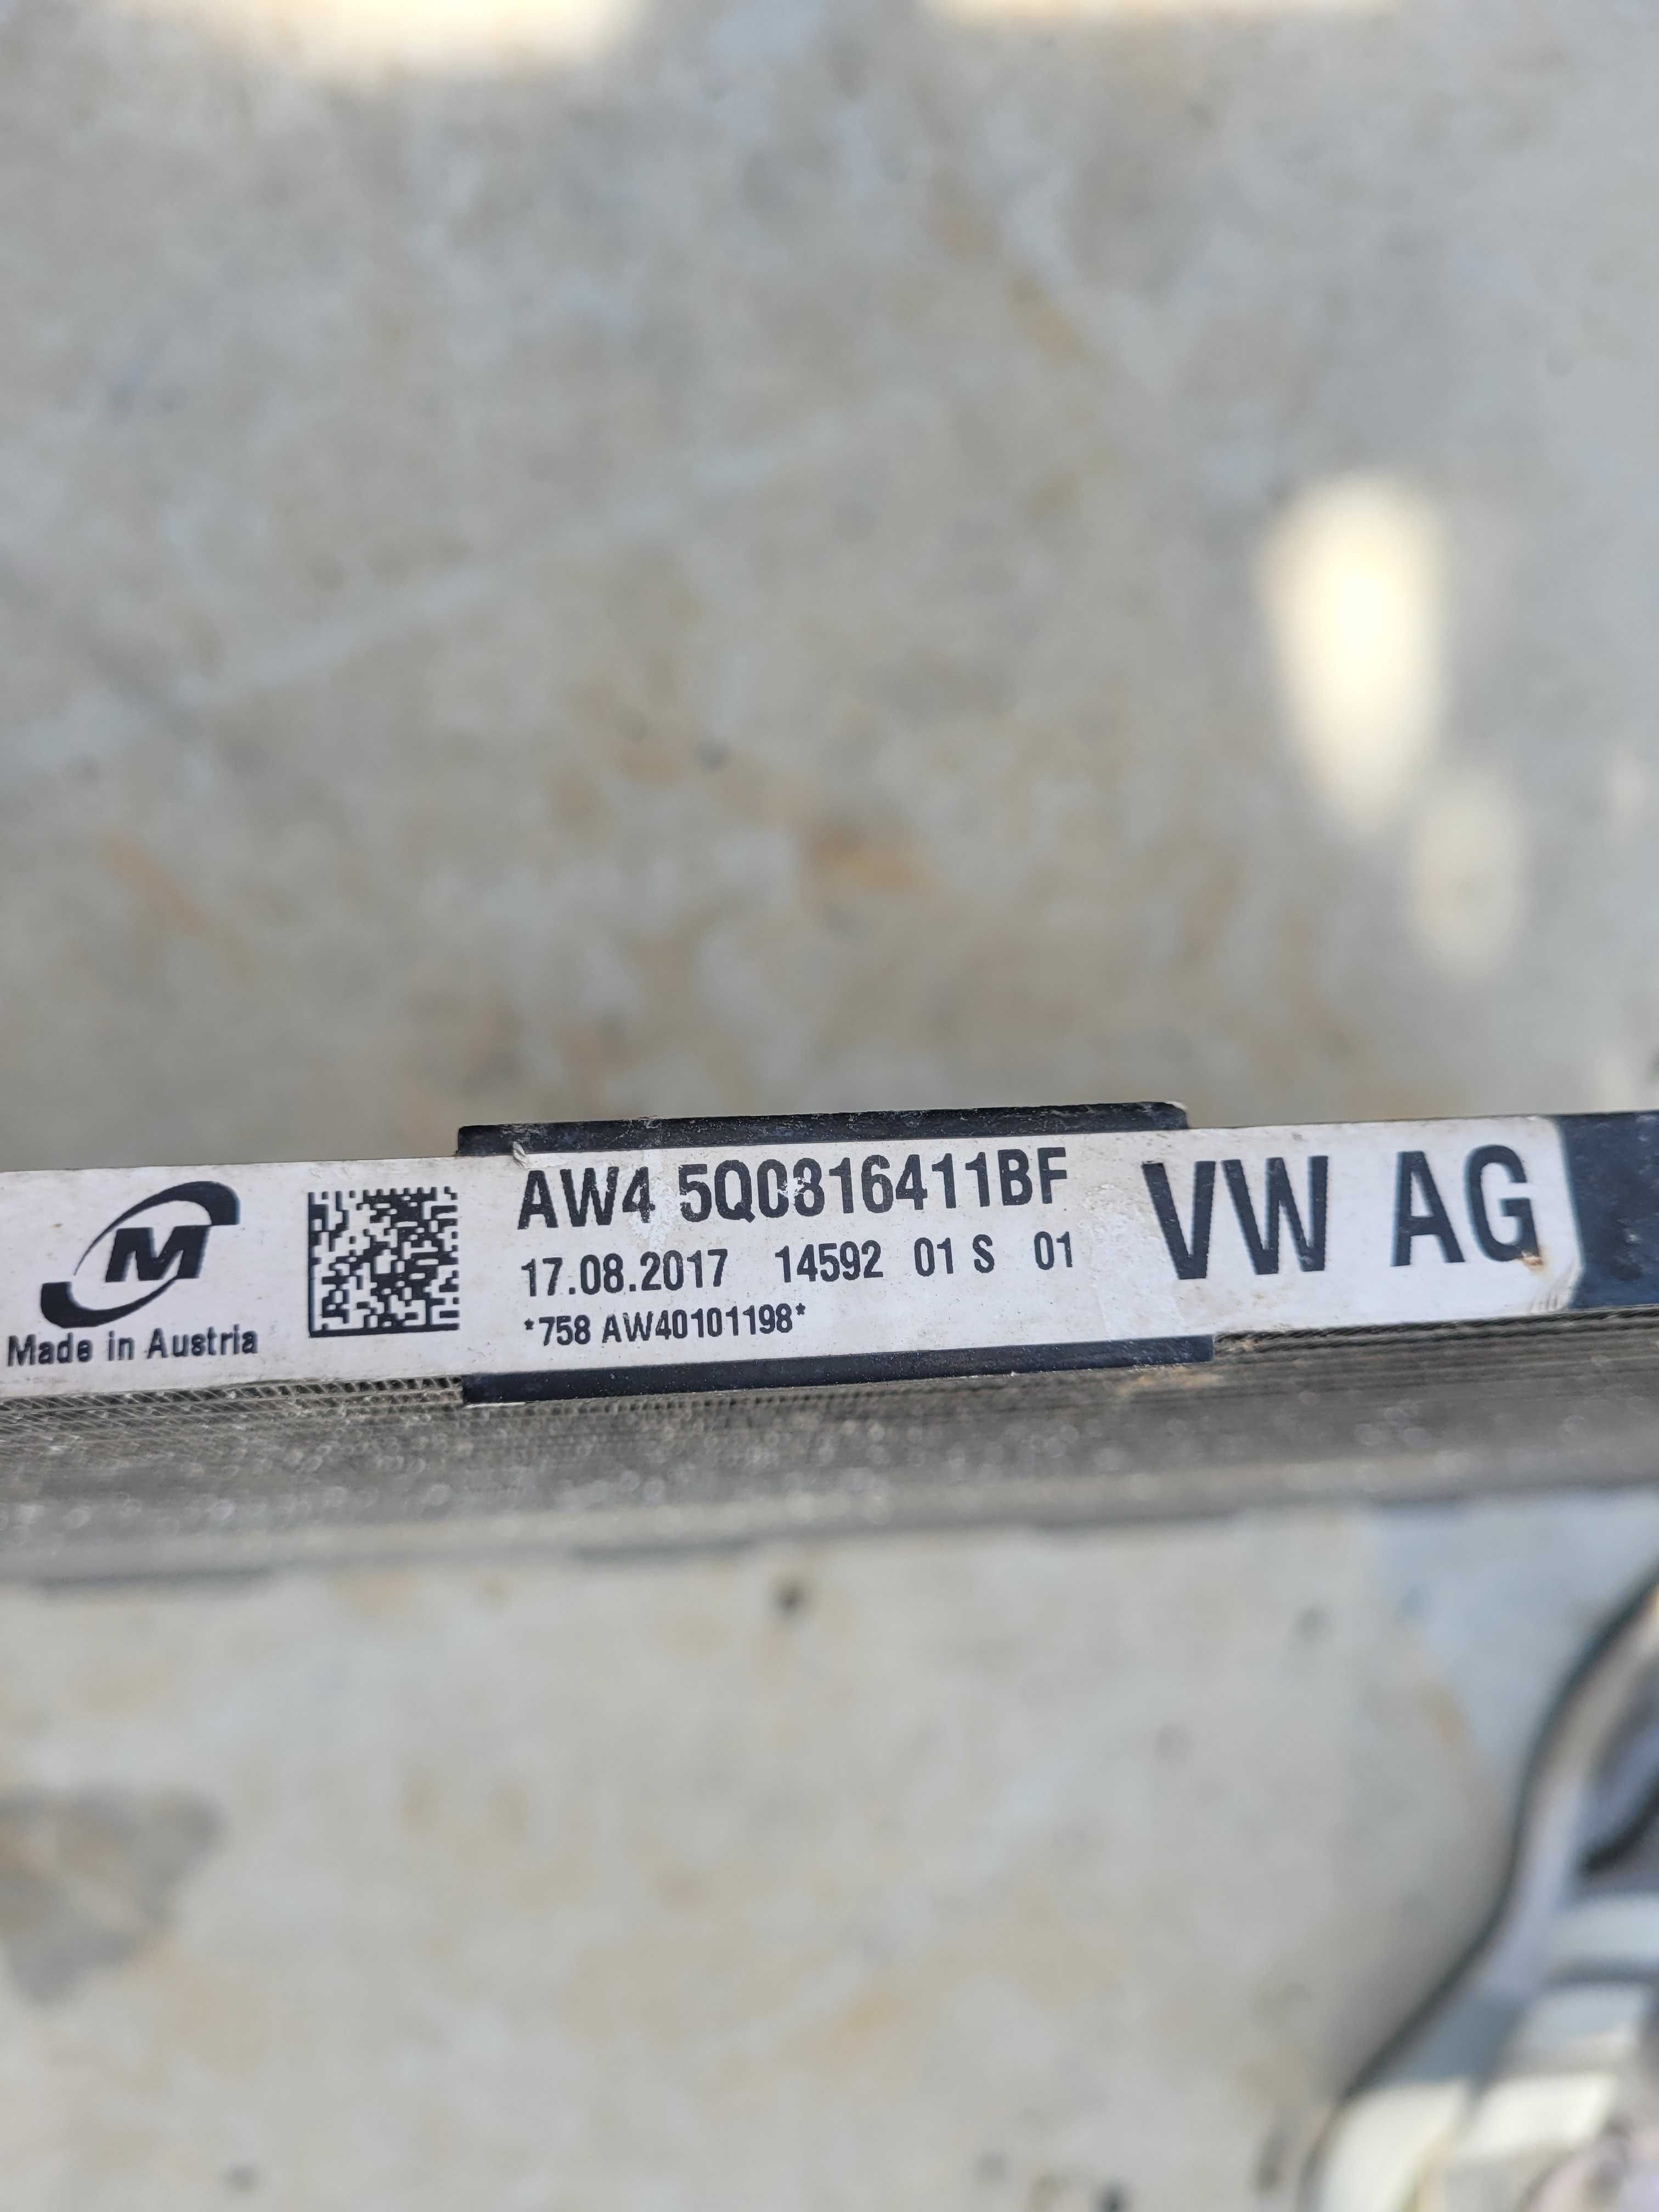 M
Made in Austria
AW4 5Q0816411BF
17.08.2017 14592 01 S 01
*758 AW40101198*
VW AG